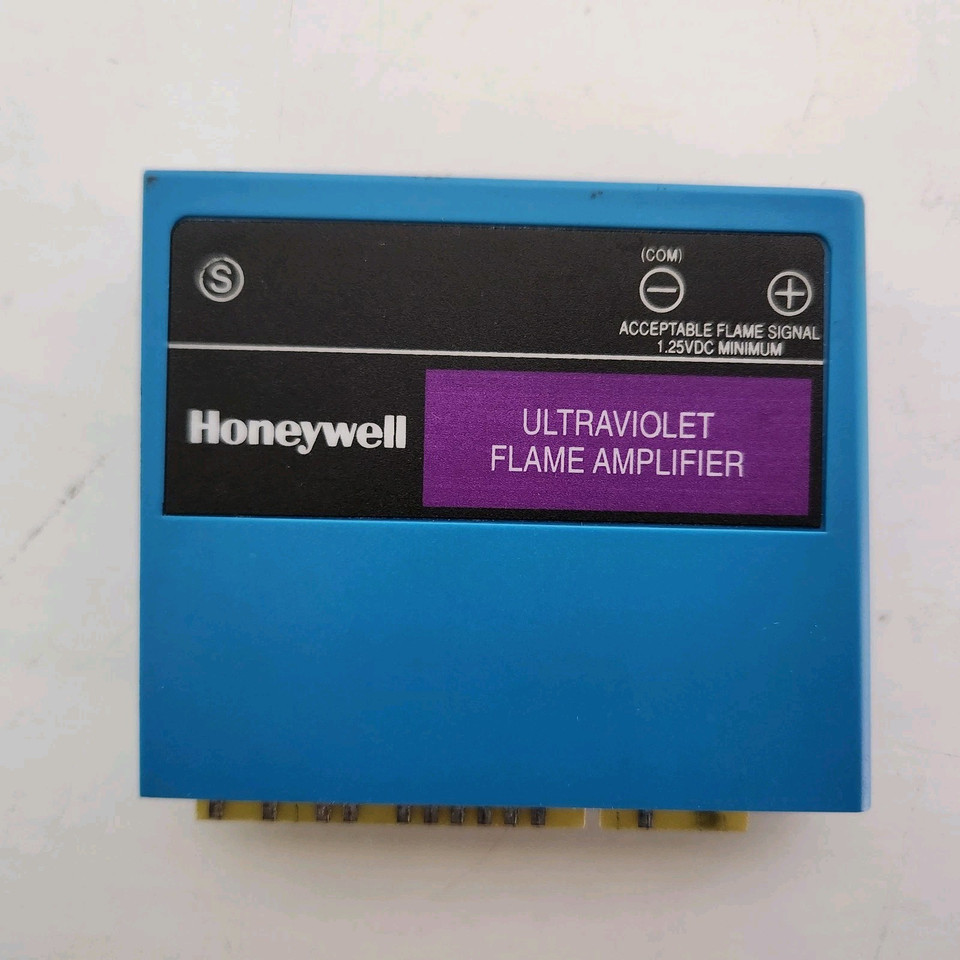 (COM)
S − +
ACCEPTABLE FLAME SIGNAL
1.25VDC MINIMUM
Honeywell
ULTRAVIOLET
FLAME AMPLIFIER